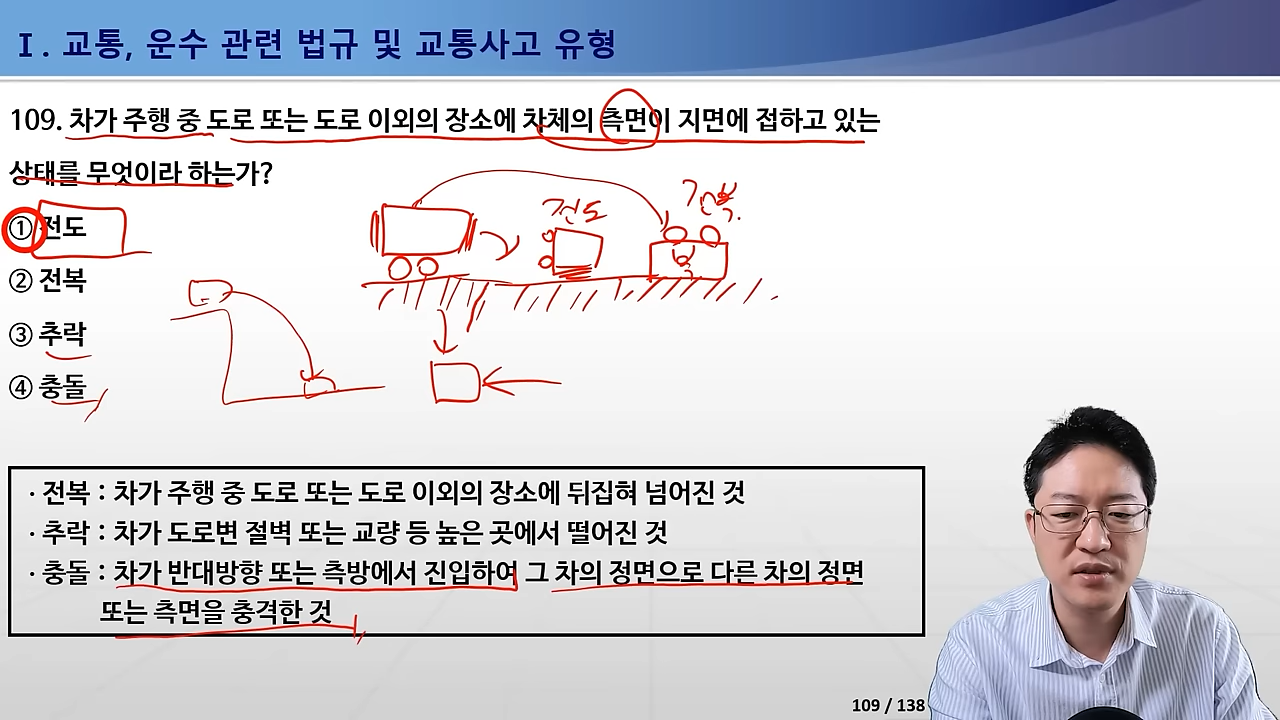 Ⅰ. 교통, 운수 관련 법규 및 교통사고 유형
109. 차가 주행 중 도로 또는 도로 이외의 장소에 차체의 측면이 지면에 접하고 있는
상태를 무엇이라 하는가?
① 전도
② 전복
③ 추락
④ 충돌
전도
전복
· 전복 : 차가 주행 중 도로 또는 도로 이외의 장소에 뒤집혀 넘어진 것
· 추락 : 차가 도로변 절벽 또는 교량 등 높은 곳에서 떨어진 것
· 충돌 : 차가 반대방향 또는 측방에서 진입하여 그 차의 정면으로 다른 차의 정면
또는 측면을 충격한 것
109 / 138